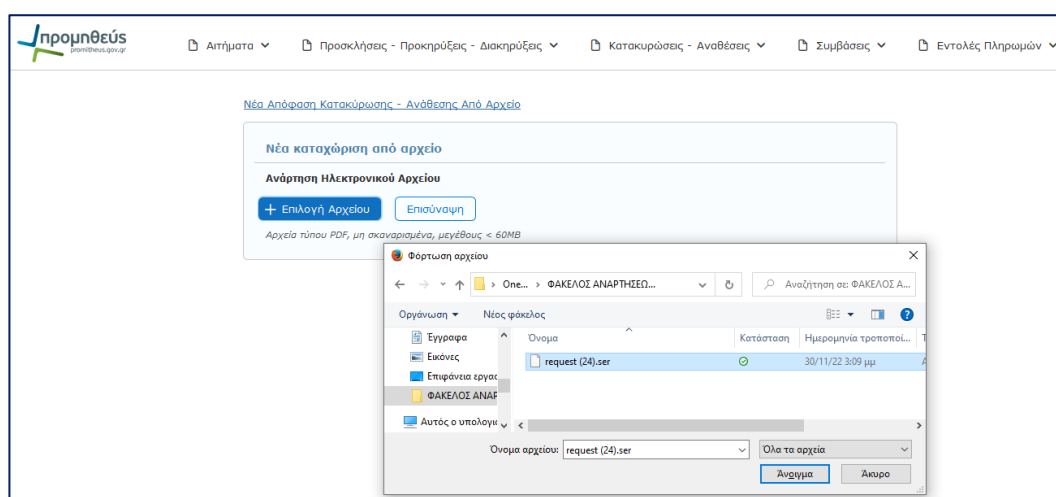 προμηθεύς
promitheus.gov.gr
Αιτήματα
Προσκλήσεις - Προκηρύξεις - Διακηρύξεις
Κατακυρώσεις - Αναθέσεις
Συμβάσεις
Εντολές Πληρωμών
Νέα Απόφαση Κατακύρωσης - Ανάθεσης Από Αρχείο
Νέα καταχώριση από αρχείο
Ανάρτηση Ηλεκτρονικού Αρχείου
+ Επιλογή Αρχείου
Επισύναψη
Αρχεία τύπου PDF, μη σκαναρισμένα, μεγέθους < 60MB
Φόρτωση αρχείου
One... › ΦΑΚΕΛΟΣ ΑΝΑΡΤΗΣΕΩ...
Αναζήτηση σε: ΦΑΚΕΛΟΣ Α...
Οργάνωση
Νέος φάκελος
Έγγραφα
Εικόνες
Επιφάνεια εργασ
ΦΑΚΕΛΟΣ ΑΝΑΡ
Αυτός ο υπολογισ
Όνομα
Κατάσταση
Ημερομηνία τροποποί...
request (24).ser
30/11/22 3:09 μμ
Όνομα αρχείου:
request (24).ser
Όλα τα αρχεία
Άνοιγμα
Άκυρο